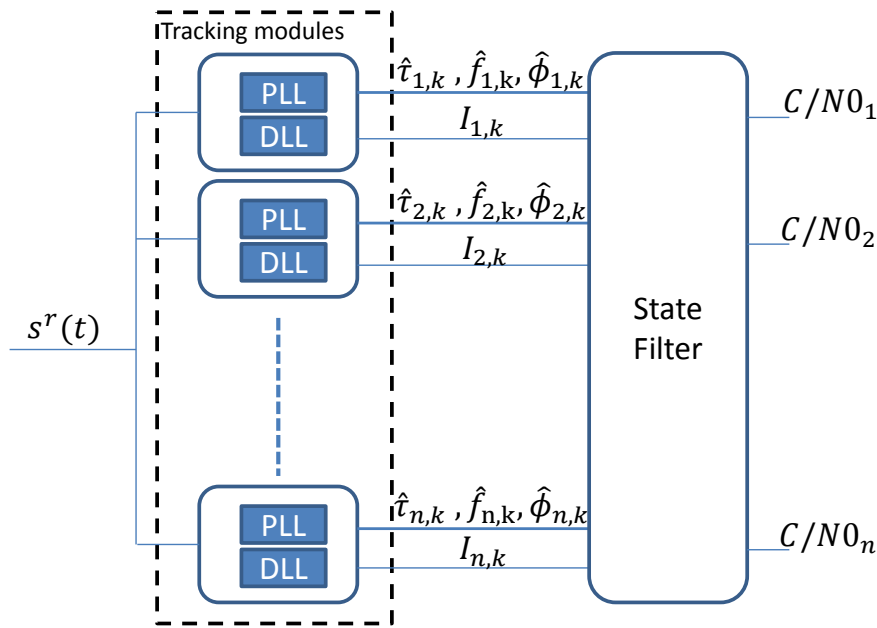 Tracking modules
PLL
DLL
τ̂₁,ₖ , f̂₁,ₖ, ϕ̂₁,ₖ
I₁,ₖ
C/N0₁
PLL
DLL
τ̂₂,ₖ , f̂₂,ₖ, ϕ̂₂,ₖ
I₂,ₖ
C/N0₂
sʳ(t)
State
Filter
PLL
DLL
τ̂ₙ,ₖ , f̂ₙ,ₖ, ϕ̂ₙ,ₖ
Iₙ,ₖ
C/N0ₙ